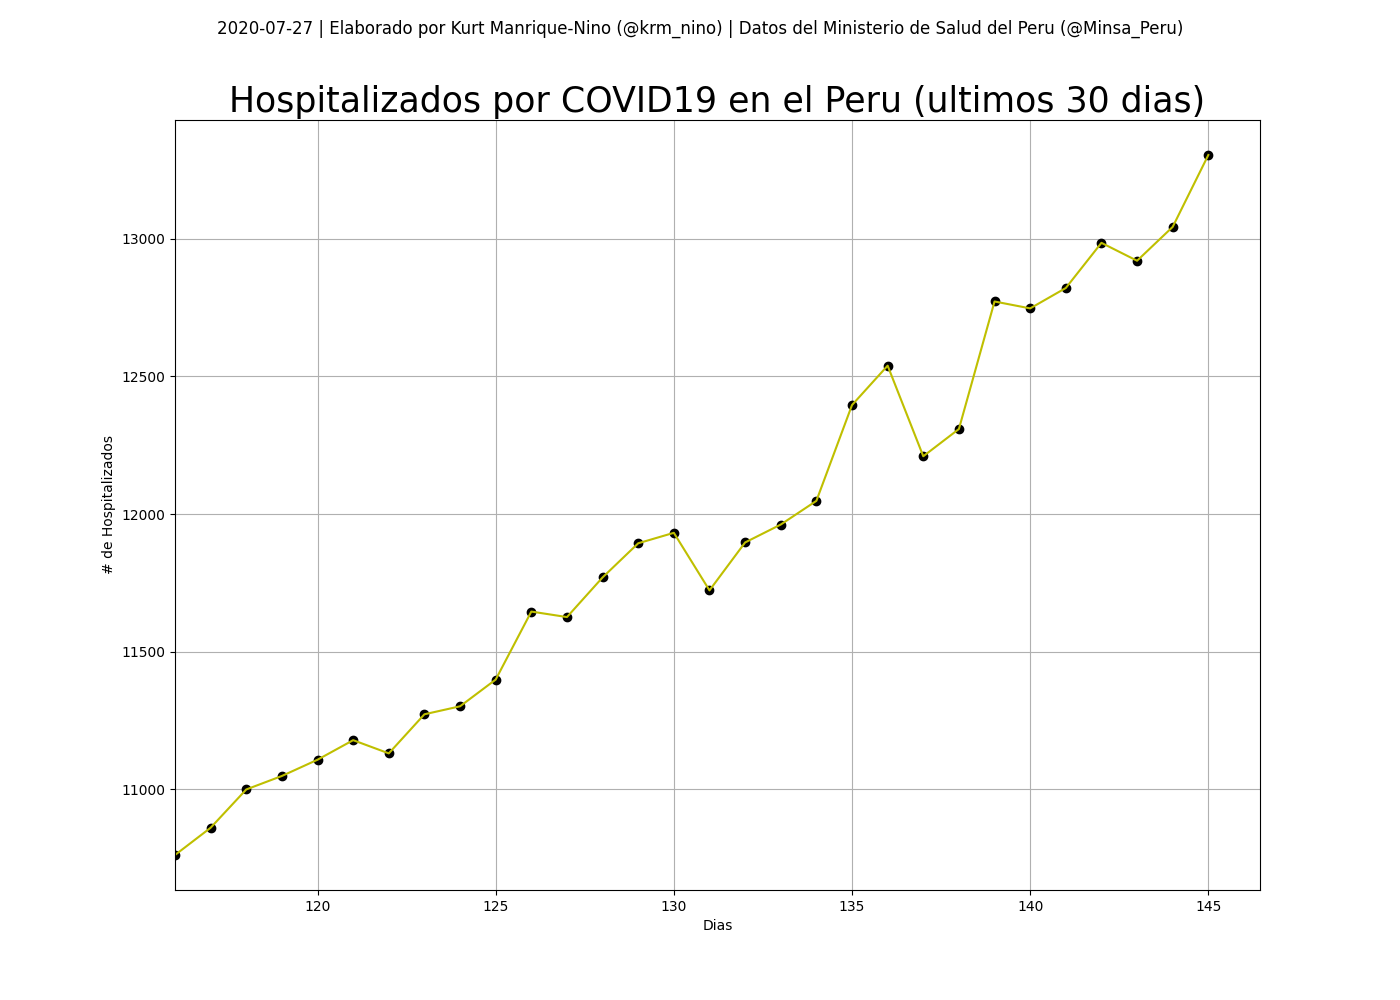 2020-07-27 | Elaborado por Kurt Manrique-Nino (@krm_nino) | Datos del Ministerio de Salud del Peru (@Minsa_Peru)
Hospitalizados por COVID19 en el Peru (ultimos 30 dias)
13000
12500
12000
11500
11000
# de Hospitalizados
120
125
130
135
140
145
Dias